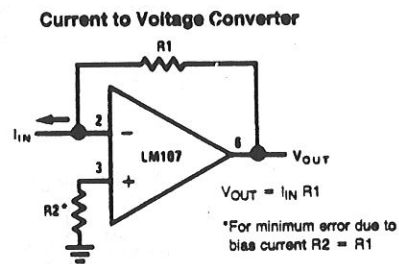 Current to Voltage Converter
R1
IIN
2
−
6
LM107
VOUT
3
+
R2*
VOUT = IIN R1
*For minimum error due to
bias current R2 = R1